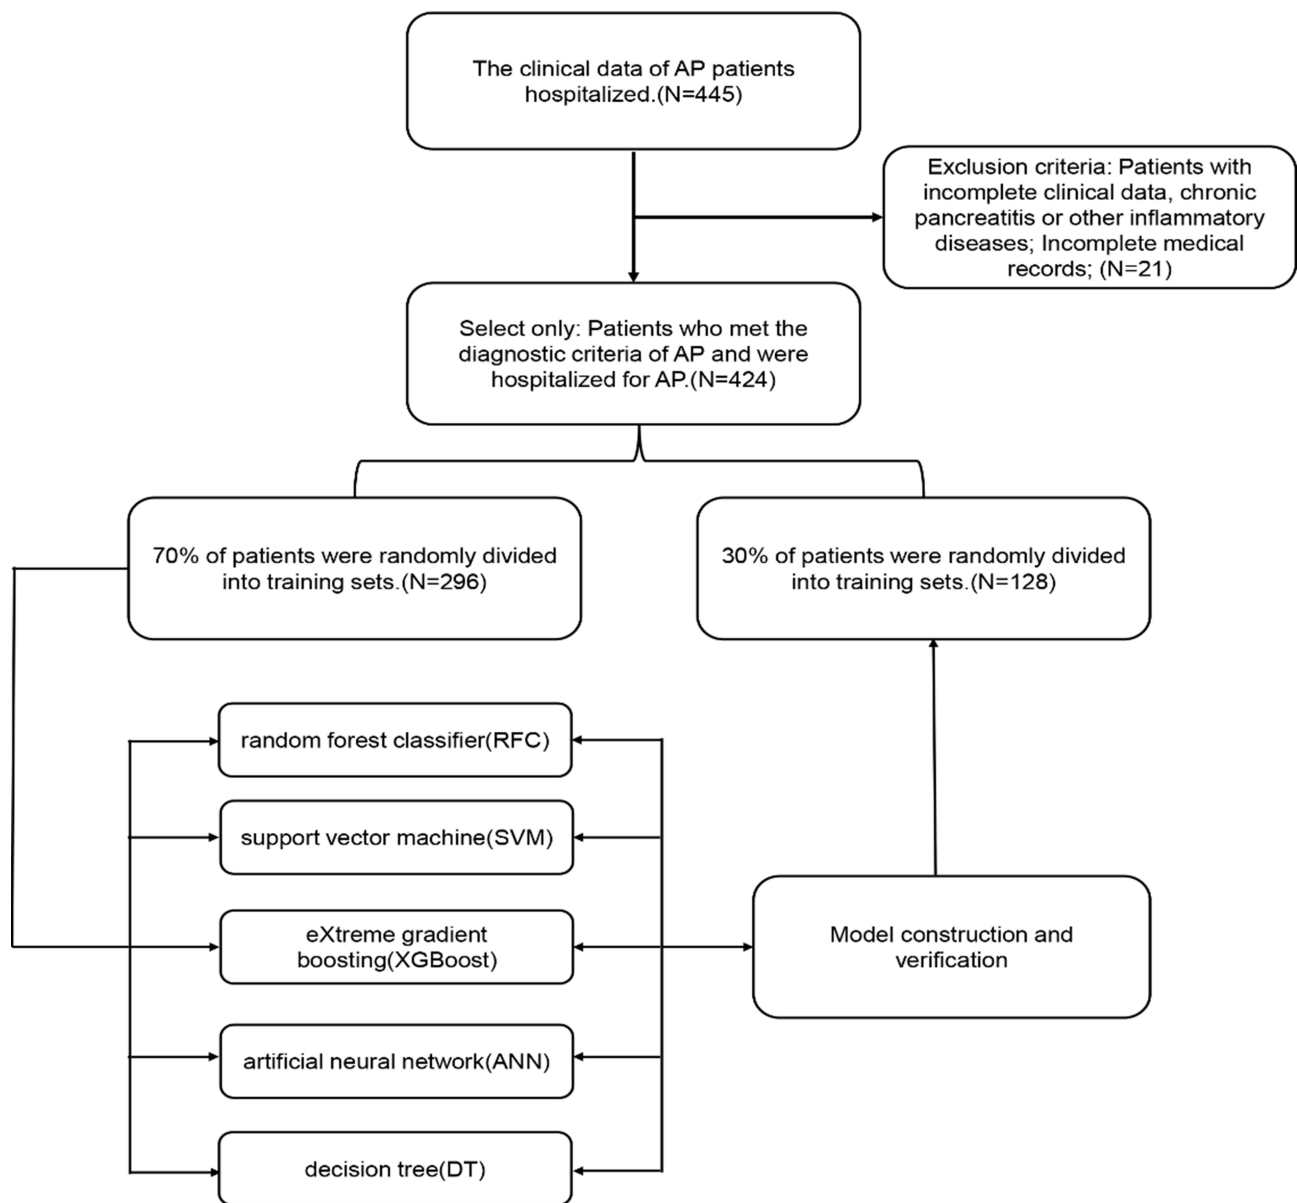 The clinical data of AP patients
hospitalized.(N=445)
Exclusion criteria: Patients with
incomplete clinical data, chronic
pancreatitis or other inflammatory
diseases; Incomplete medical
records; (N=21)
Select only: Patients who met the
diagnostic criteria of AP and were
hospitalized for AP.(N=424)
70% of patients were randomly divided
into training sets.(N=296)
30% of patients were randomly divided
into training sets.(N=128)
random forest classifier(RFC)
support vector machine(SVM)
eXtreme gradient
boosting(XGBoost)
Model construction and
verification
artificial neural network(ANN)
decision tree(DT)